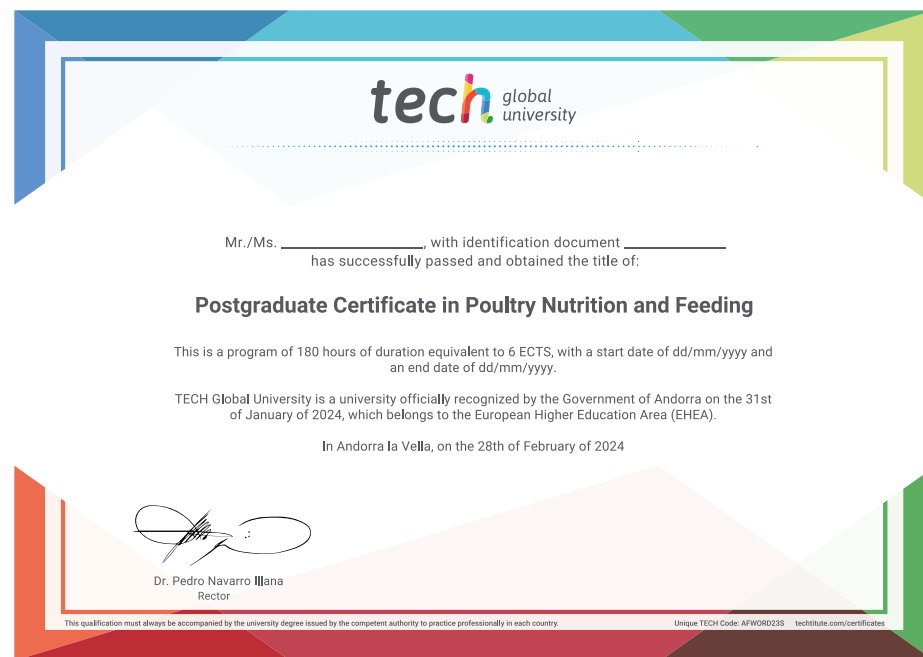 tech global university
Mr./Ms. ____________, with identification document ____________
has successfully passed and obtained the title of:
Postgraduate Certificate in Poultry Nutrition and Feeding
This is a program of 180 hours of duration equivalent to 6 ECTS, with a start date of dd/mm/yyyy and
an end date of dd/mm/yyyy.
TECH Global University is a university officially recognized by the Government of Andorra on the 31st
of January of 2024, which belongs to the European Higher Education Area (EHEA).
In Andorra la Vella, on the 28th of February of 2024
Dr. Pedro Navarro Illana
Rector
This qualification must always be accompanied by the university degree issued by the competent authority to practice professionally in each country.
Unique TECH Code: AFWORD23S techtitute.com/certificates